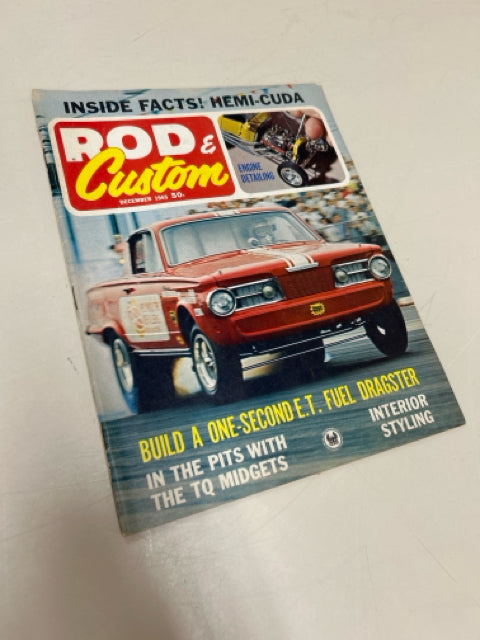 INSIDE FACTS! HEMI-CUDA
ROD &
Custom
DECEMBER 1965 50¢
ENGINE
DETAILING
BUILD A ONE-SECOND E.T. FUEL DRAGSTER
IN THE PITS WITH
THE TQ MIDGETS
INTERIOR
STYLING